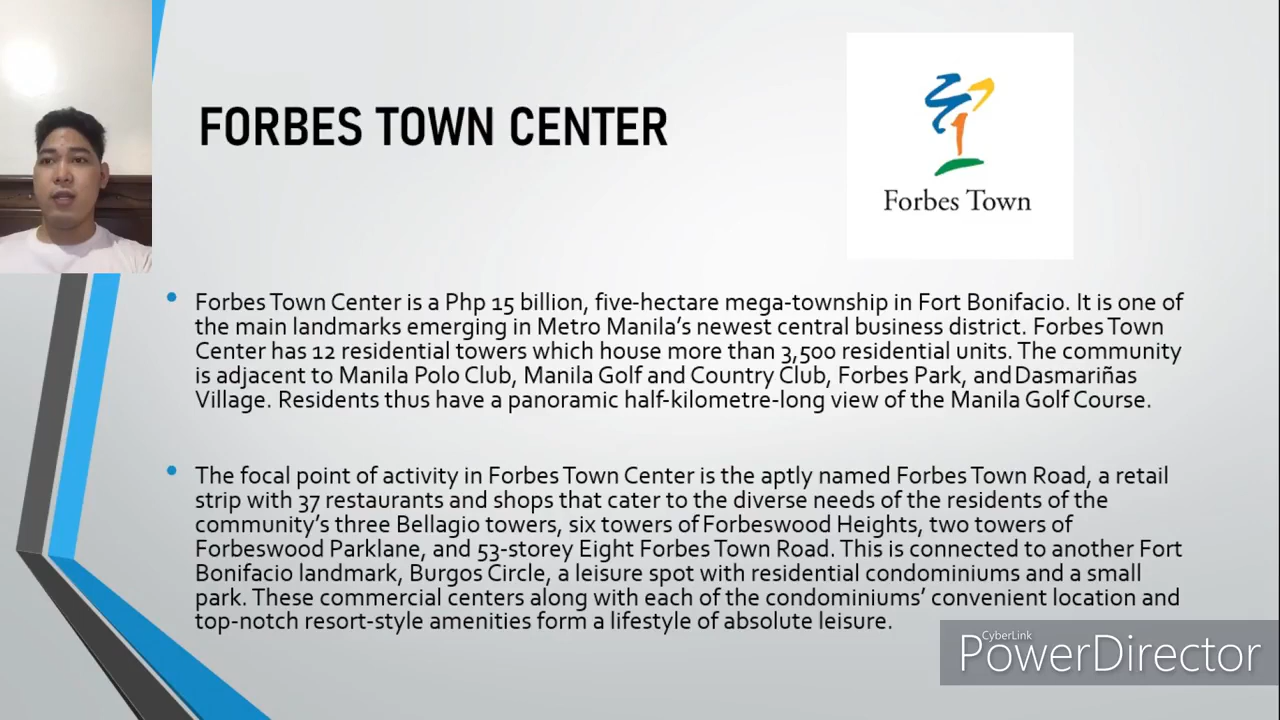 FORBES TOWN CENTER
Forbes Town
Forbes Town Center is a Php 15 billion, five-hectare mega-township in Fort Bonifacio. It is one of
the main landmarks emerging in Metro Manila's newest central business district. Forbes Town
Center has 12 residential towers which house more than 3,500 residential units. The community
is adjacent to Manila Polo Club, Manila Golf and Country Club, Forbes Park, and Dasmariñas
Village. Residents thus have a panoramic half-kilometre-long view of the Manila Golf Course.
The focal point of activity in Forbes Town Center is the aptly named Forbes Town Road, a retail
strip with 37 restaurants and shops that cater to the diverse needs of the residents of the
community's three Bellagio towers, six towers of Forbeswood Heights, two towers of
Forbeswood Parklane, and 53-storey Eight Forbes Town Road. This is connected to another Fort
Bonifacio landmark, Burgos Circle, a leisure spot with residential condominiums and a small
park. These commercial centers along with each of the condominiums' convenient location and
top-notch resort-style amenities form a lifestyle of absolute leisure.
CyberLink
PowerDirector